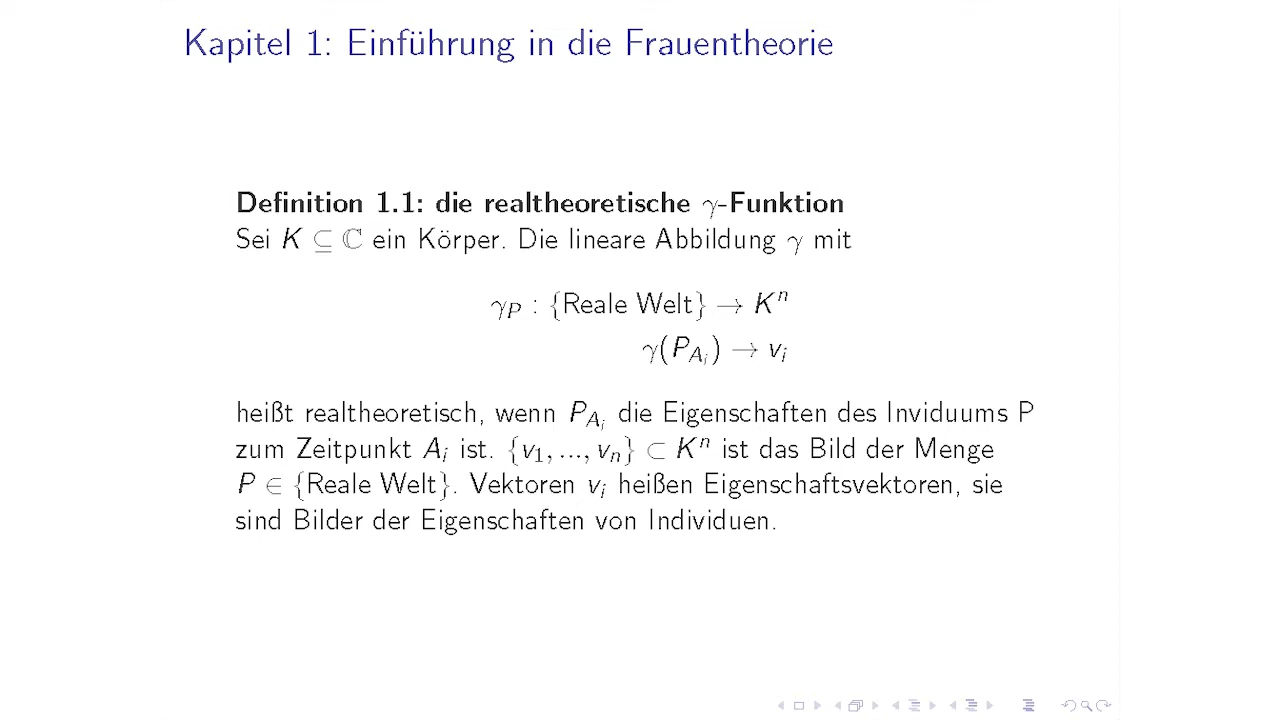 Kapitel 1: Einführung in die Frauentheorie
Definition 1.1: die realtheoretische γ-Funktion
Sei K ⊆ ℂ ein Körper. Die lineare Abbildung γ mit
γ_P : {Reale Welt} → K^n
γ(P_{A_i}) → v_i
heißt realtheoretisch, wenn P_{A_i} die Eigenschaften des Inviduums P
zum Zeitpunkt A_i ist. {v_1, ..., v_n} ⊂ K^n ist das Bild der Menge
P ∈ {Reale Welt}. Vektoren v_i heißen Eigenschaftsvektoren, sie
sind Bilder der Eigenschaften von Individuen.